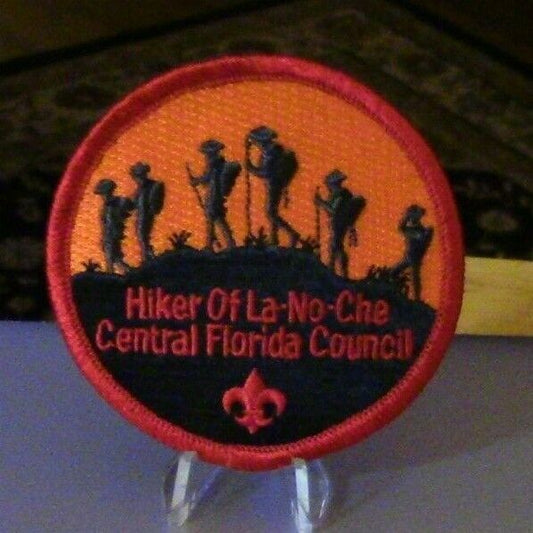 Hiker Of La-No-Che
Central Florida Council